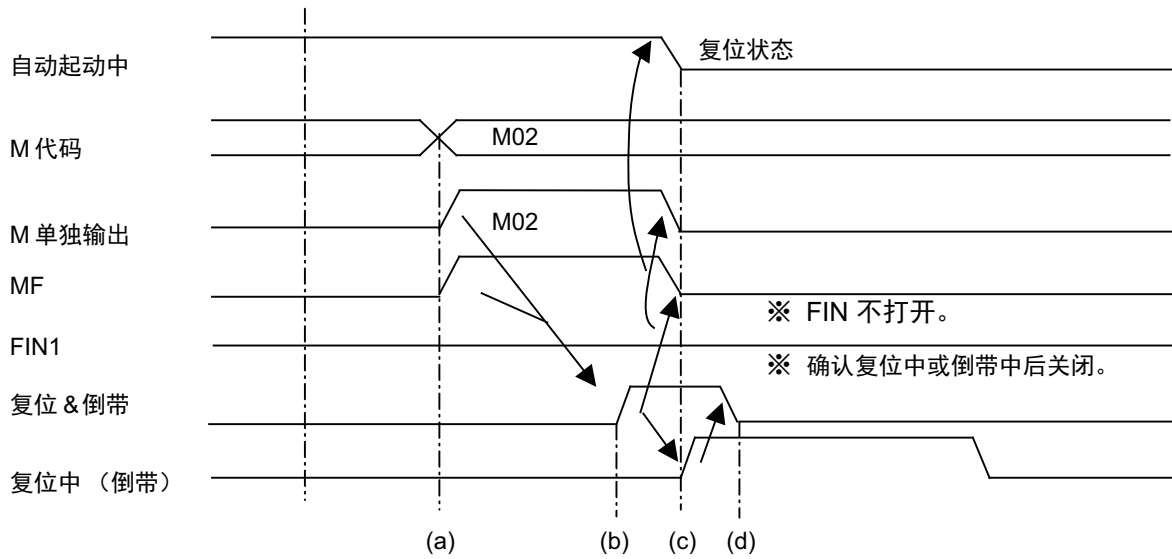 自动起动中
复位状态
M 代码
M02
M 单独输出
M02
MF
※ FIN 不打开。
FIN1
※ 确认复位中或倒带中后关闭。
复位 & 倒带
复位中 （倒带）
(a) (b) (c) (d)